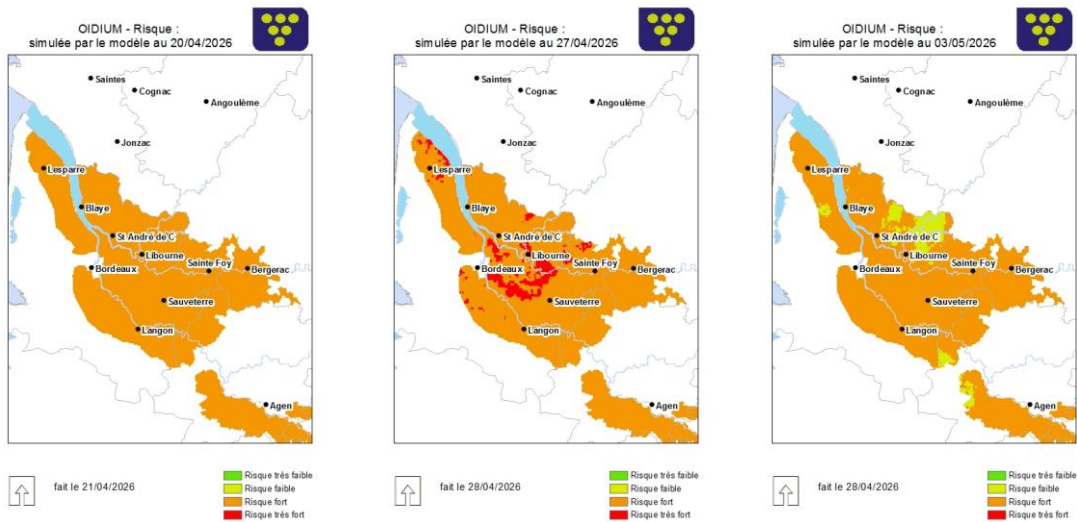 OIDIUM - Risque :
simulée par le modèle au 20/04/2026
Saintes
Cognac
Angoulême
Jonzac
Lesparre
Blaye
St André de C
Libourne
Sainte Foy
Bordeaux
Bergerac
Sauveterre
Langon
Agen
fait le 21/04/2026
Risque très faible
Risque faible
Risque fort
Risque très fort
OIDIUM - Risque :
simulée par le modèle au 27/04/2026
Saintes
Cognac
Angoulême
Jonzac
Lesparre
Blaye
St André de C
Libourne
Sainte Foy
Bordeaux
Bergerac
Sauveterre
Langon
Agen
fait le 28/04/2026
Risque très faible
Risque faible
Risque fort
Risque très fort
OIDIUM - Risque :
simulée par le modèle au 03/05/2026
Saintes
Cognac
Angoulême
Jonzac
Lesparre
Blaye
St André de C
Libourne
Sainte Foy
Bordeaux
Bergerac
Sauveterre
Langon
Agen
fait le 28/04/2026
Risque très faible
Risque faible
Risque fort
Risque très fort